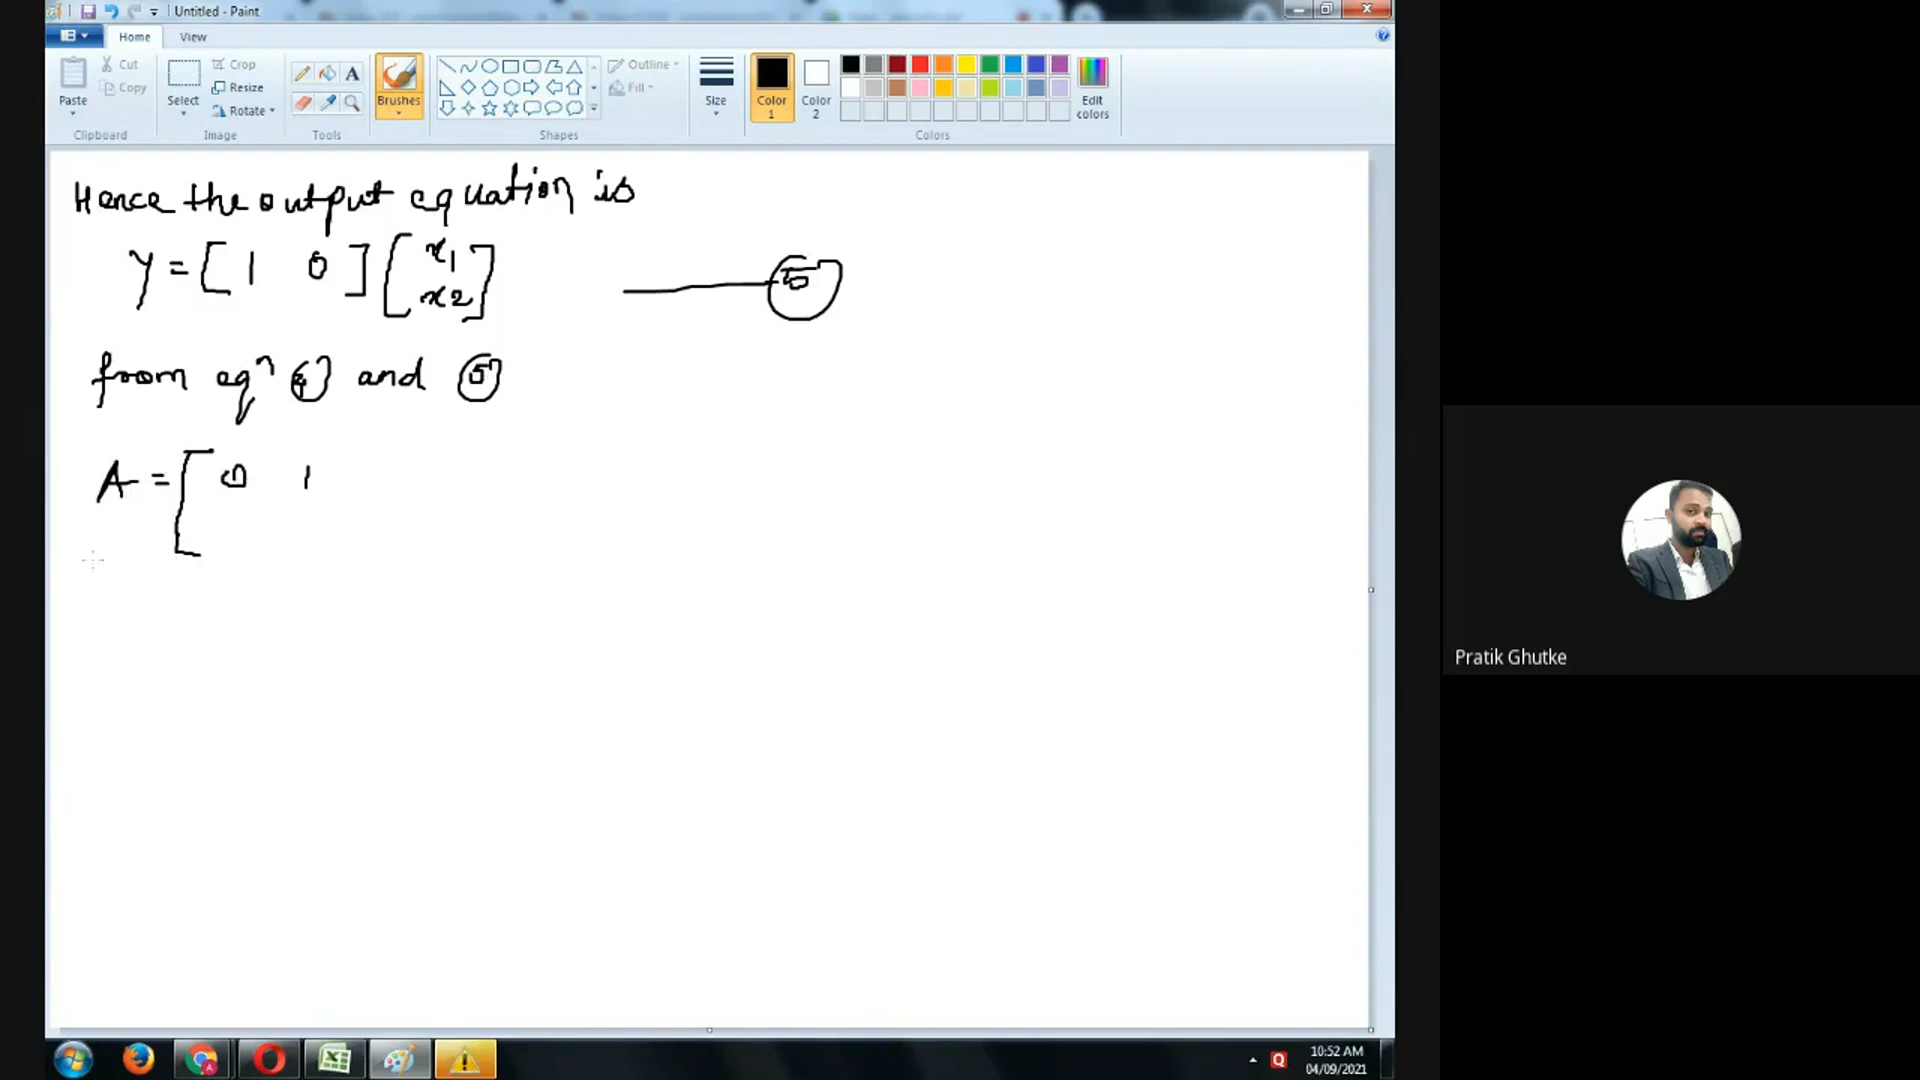 Untitled - Paint
Home View
Cut
Copy
Paste
Clipboard
Select
Crop
Resize
Rotate
Image
Tools
Brushes
Shapes
Outline
Fill
Size
Color 1
Color 2
Edit colors
Colors
Hence the output equation is
y = [ 1 0 ] [ x1
x2 ] ——— 5
from eqn 4 and 5
A = [ 0 1
Pratik Ghutke
10:52 AM
04/09/2021